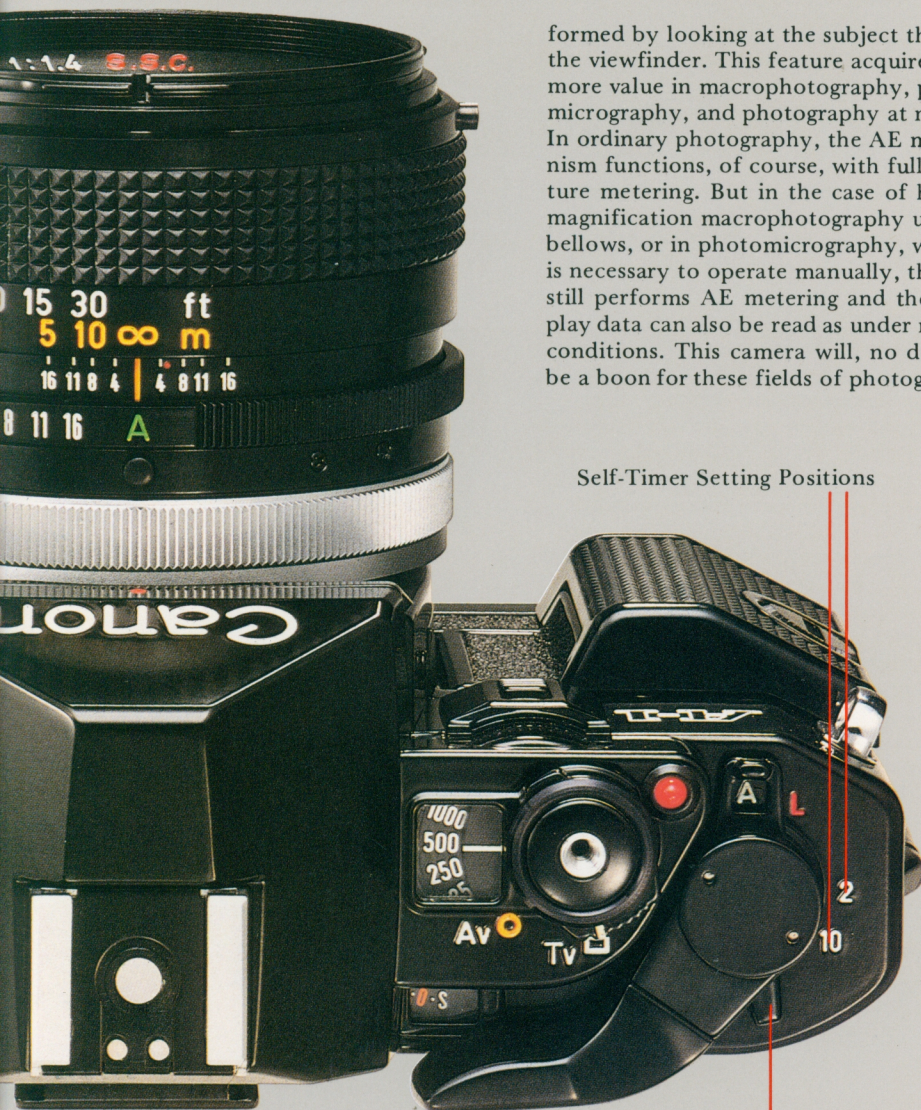 formed by looking at the subject th
the viewfinder. This feature acquire
more value in macrophotography, p
micrography, and photography at n
In ordinary photography, the AE m
nism functions, of course, with full
ture metering. But in the case of h
magnification macrophotography u
bellows, or in photomicrography, w
is necessary to operate manually, th
still performs AE metering and the
play data can also be read as under n
conditions. This camera will, no d
be a boon for these fields of photog
1:1.4 S.S.C.
0 15 30 ft
5 10 ∞ m
16 11 8 4 4 8 11 16
8 11 16 A
Self-Timer Setting Positions
Canon
A-1
A L
1000
500
250
2
10
Av
Tv
0·S